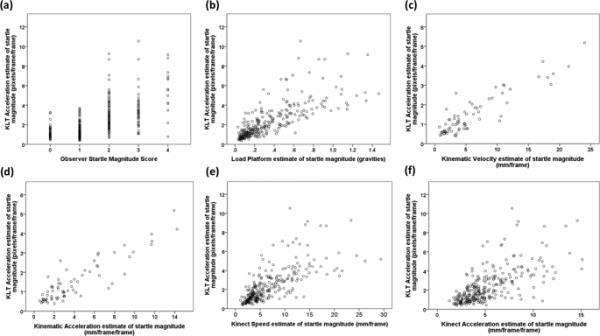 (a)
KLT Acceleration estimate of startle
magnitude (pixels/frame/frame)
12
10
8
6
4
2
0
0 1 2 3 4
Observer Startle Magnitude Score
(b)
KLT Acceleration estimate of startle
magnitude (pixels/frame/frame)
12
10
8
6
4
2
0
.0 .2 .4 .6 .8 1.0 1.2 1.4
Load Platform estimate of startle magnitude (gravities)
(c)
KLT Acceleration estimate of startle
magnitude (pixels/frame/frame)
6
5
4
3
2
1
0
0 5 10 15 20 25
Kinematic Velocity estimate of startle magnitude
(mm/frame)
(d)
KLT Acceleration estimate of startle
magnitude (pixels/frame/frame)
6
5
4
3
2
1
0
0 2 4 6 8 10 12 14
Kinematic Acceleration estimate of startle magnitude
(mm/frame/frame)
(e)
KLT Acceleration estimate of startle
magnitude (pixels/frame/frame)
12
10
8
6
4
2
0
0 5 10 15 20 25 30
Kinect Speed estimate of startle magnitude (mm/frame)
(f)
KLT Acceleration estimate of startle
magnitude (pixels/frame/frame)
12
10
8
6
4
2
0
0 5 10 15
Kinect Acceleration estimate of startle magnitude
(mm/frame/frame)